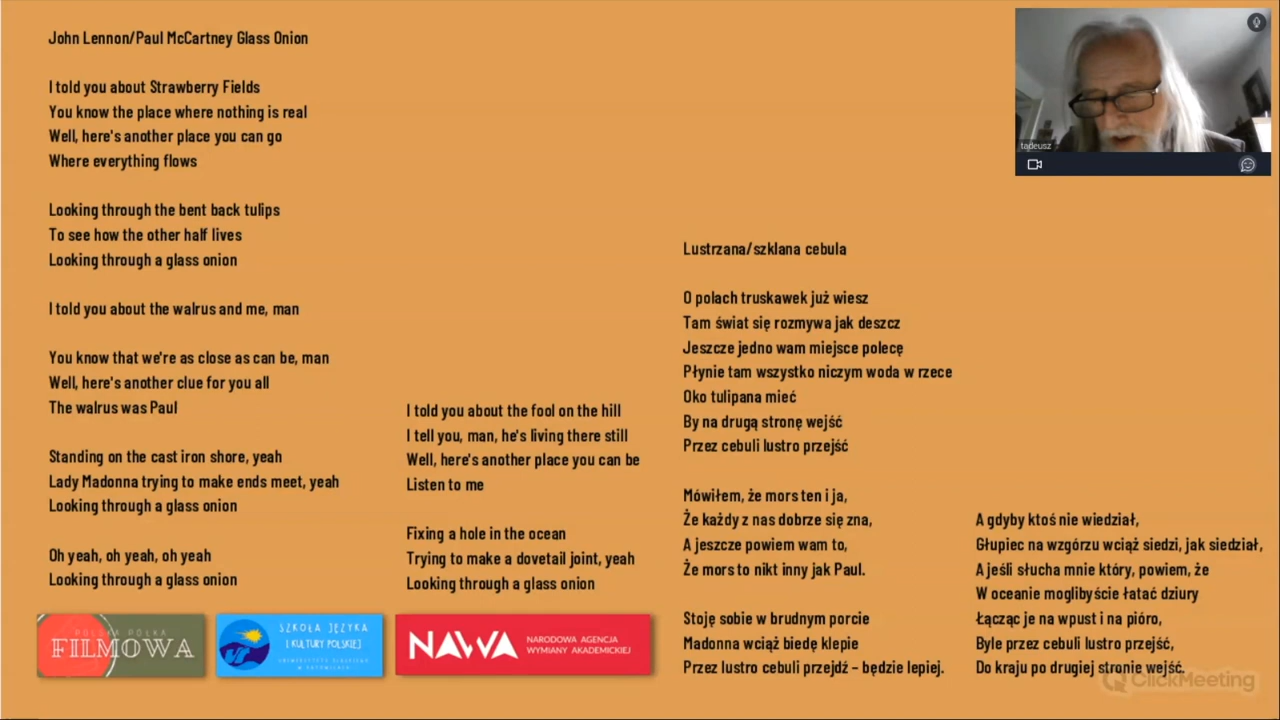 John Lennon/Paul McCartney Glass Onion
I told you about Strawberry Fields
You know the place where nothing is real
Well, here's another place you can go
Where everything flows
Looking through the bent back tulips
To see how the other half lives
Looking through a glass onion
I told you about the walrus and me, man
You know that we're as close as can be, man
Well, here's another clue for you all
The walrus was Paul
Standing on the cast iron shore, yeah
Lady Madonna trying to make ends meet, yeah
Looking through a glass onion
Oh yeah, oh yeah, oh yeah
Looking through a glass onion
I told you about the fool on the hill
I tell you, man, he's living there still
Well, here's another place you can be
Listen to me
Fixing a hole in the ocean
Trying to make a dovetail joint, yeah
Looking through a glass onion
Lustrzana/szklana cebula
O polach truskawek już wiesz
Tam świat się rozmywa jak deszcz
Jeszcze jedno wam miejsce polecę
Płynie tam wszystko niczym woda w rzece
Oko tulipana mieć
By na drugą stronę wejść
Przez cebuli lustro przejść
Mówiłem, że mors ten i ja,
Że każdy z nas dobrze się zna,
A jeszcze powiem wam to,
Że mors to nikt inny jak Paul.
Stoję sobie w brudnym porcie
Madonna wciąż biedę klepie
Przez lustro cebuli przejdź – będzie lepiej.
A gdyby ktoś nie wiedział,
Głupiec na wzgórzu wciąż siedzi, jak siedział,
A jeśli słucha mnie który, powiem, że
W oceanie moglibyście łatać dziury
Łącząc je na wpust i na pióro,
Byle przez cebuli lustro przejść,
Do kraju po drugiej stronie wejść.
tadeusz
POLSKA PÓŁKA
FILMOWA
SZKOŁA JĘZYKA
I KULTURY POLSKIEJ
UNIWERSYTETU ŚLĄSKIEGO
W KATOWICACH
NAWA
NARODOWA AGENCJA
WYMIANY AKADEMICKIEJ
ClickMeeting